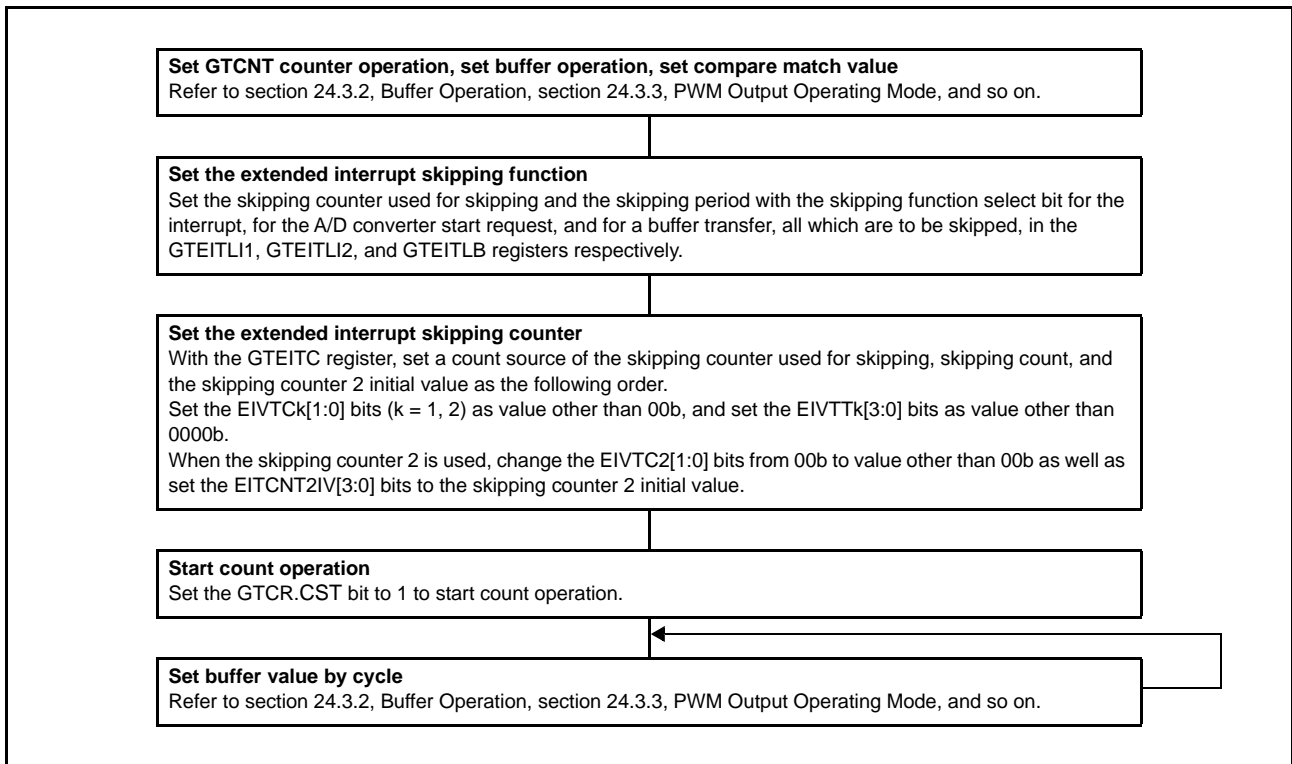 Set GTCNT counter operation, set buffer operation, set compare match value
Refer to section 24.3.2, Buffer Operation, section 24.3.3, PWM Output Operating Mode, and so on.
Set the extended interrupt skipping function
Set the skipping counter used for skipping and the skipping period with the skipping function select bit for the
interrupt, for the A/D converter start request, and for a buffer transfer, all which are to be skipped, in the
GTEITLI1, GTEITLI2, and GTEITLB registers respectively.
Set the extended interrupt skipping counter
With the GTEITC register, set a count source of the skipping counter used for skipping, skipping count, and
the skipping counter 2 initial value as the following order.
Set the EIVTCk[1:0] bits (k = 1, 2) as value other than 00b, and set the EIVTTk[3:0] bits as value other than
0000b.
When the skipping counter 2 is used, change the EIVTC2[1:0] bits from 00b to value other than 00b as well as
set the EITCNT2IV[3:0] bits to the skipping counter 2 initial value.
Start count operation
Set the GTCR.CST bit to 1 to start count operation.
Set buffer value by cycle
Refer to section 24.3.2, Buffer Operation, section 24.3.3, PWM Output Operating Mode, and so on.